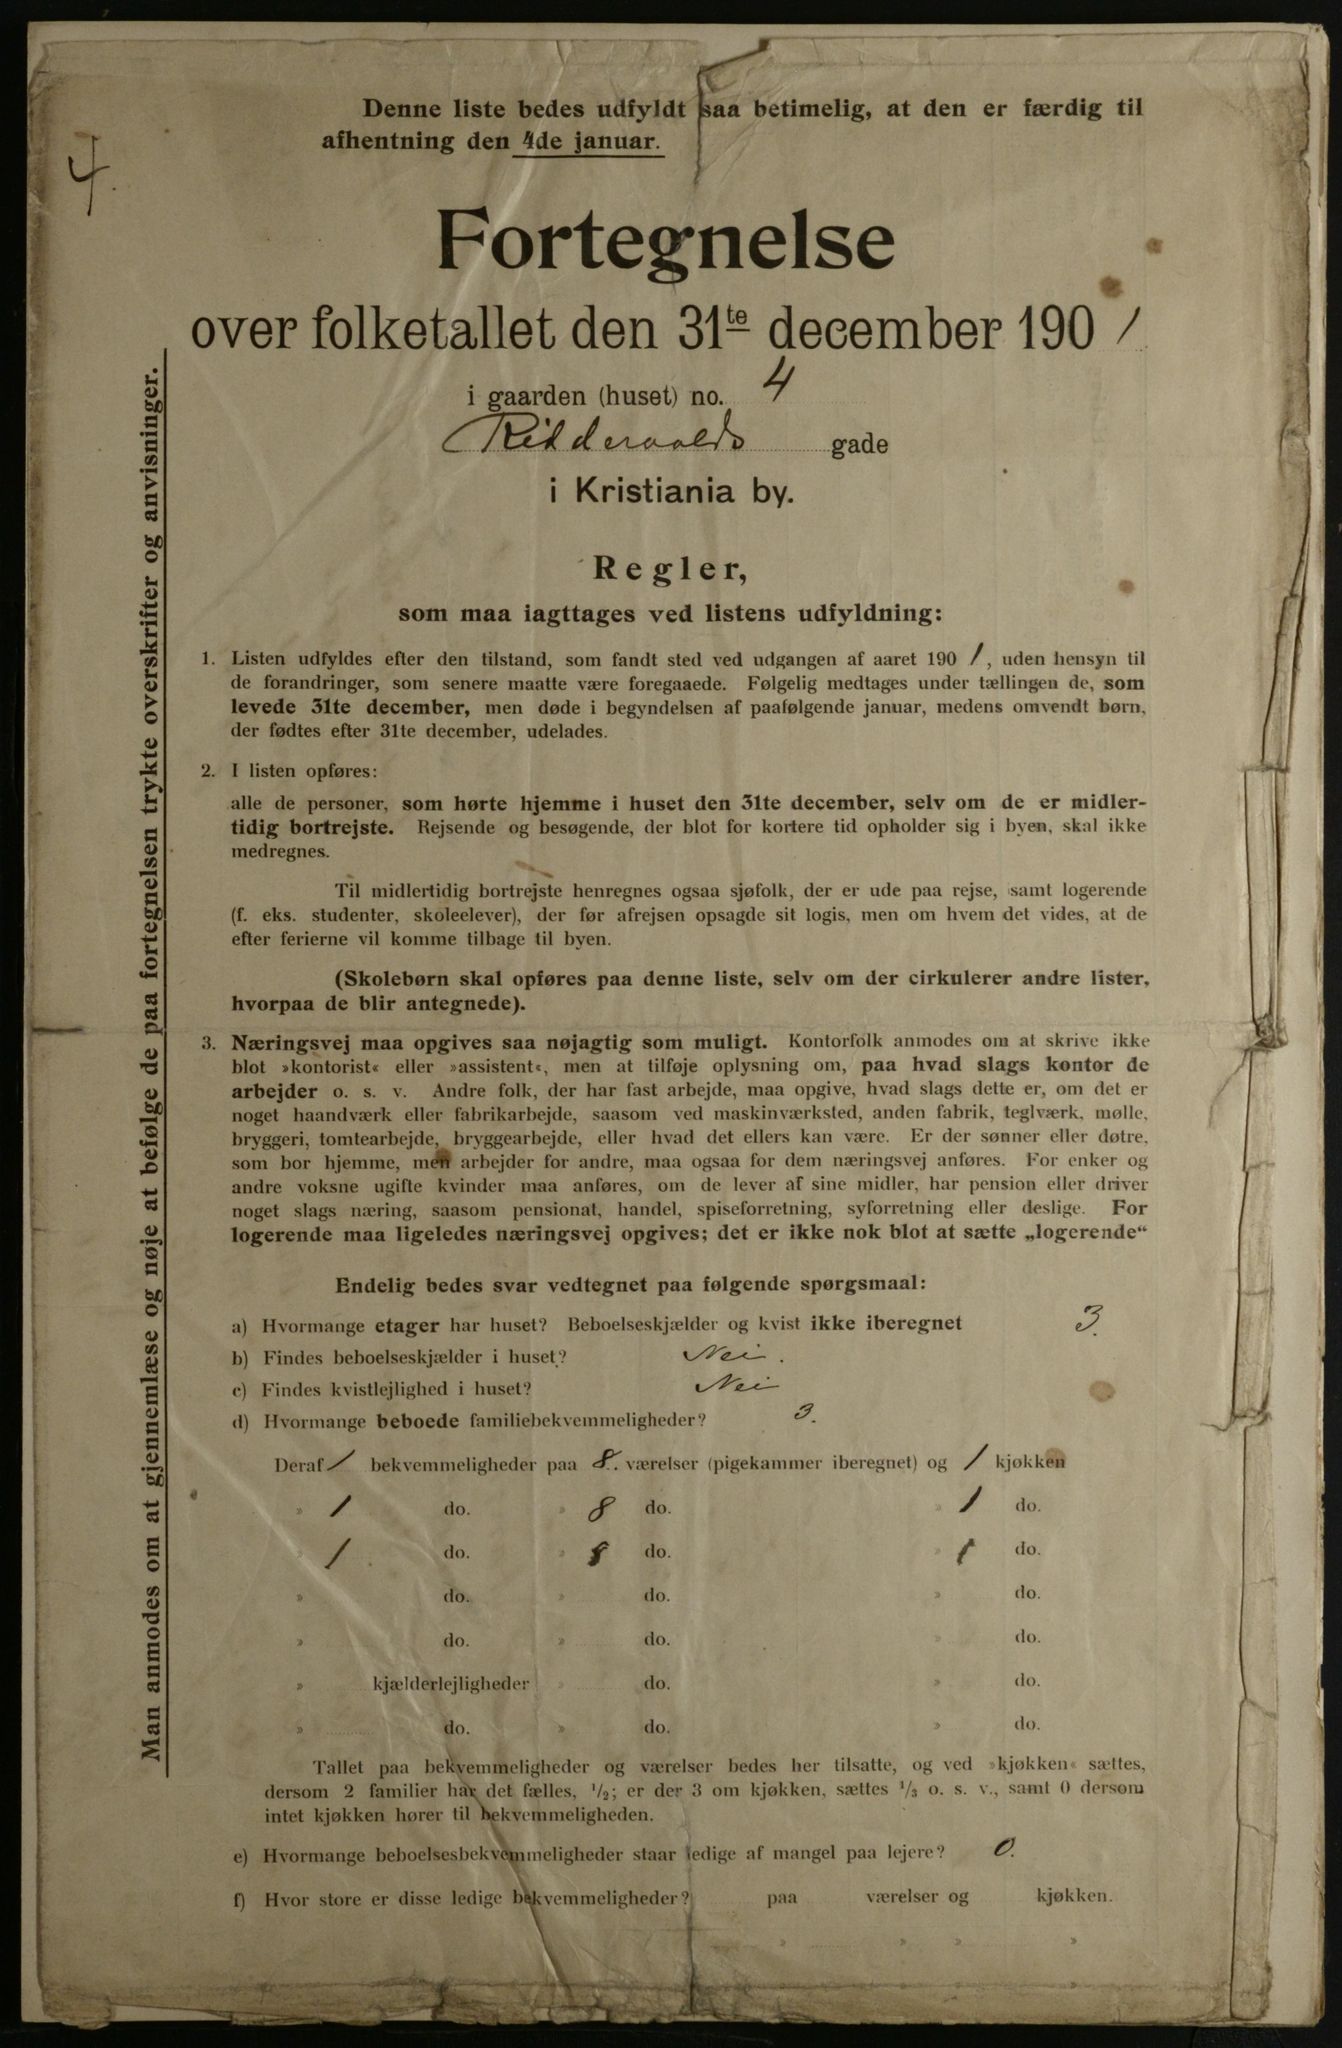 Denne liste bedes udfyldt saa betimelig, at den er færdig til
afhentning den 4de januar.
4.
Fortegnelse
over folketallet den 31te december 1901
i gaarden (huset) no. 4
Riddervolds gade
i Kristiania by.
Regler,
som maa iagttages ved listens udfyldning:
1. Listen udfyldes efter den tilstand, som fandt sted ved udgangen af aaret 1901, uden hensyn til
de forandringer, som senere maatte være foregaaede. Følgelig medtages under tællingen de, som
levede 31te december, men døde i begyndelsen af paafølgende januar, medens omvendt børn,
der fødtes efter 31te december, udelades.
2. I listen opføres:
alle de personer, som hørte hjemme i huset den 31te december, selv om de er midler-
tidig bortrejste. Rejsende og besøgende, der blot for kortere tid opholder sig i byen, skal ikke
medregnes.
Til midlertidig bortrejste henregnes ogsaa sjøfolk, der er ude paa rejse, samt logerende
(f. eks. studenter, skoleelever), der før afrejsen opsagde sit logis, men om hvem det vides, at de
efter ferierne vil komme tilbage til byen.
(Skolebørn skal opføres paa denne liste, selv om der cirkulerer andre lister,
hvorpaa de blir antegnede).
3. Næringsvej maa opgives saa nøjagtig som muligt. Kontorfolk anmodes om at skrive ikke
blot »kontorist« eller »assistent«, men at tilføje oplysning om, paa hvad slags kontor de
arbejder o. s. v. Andre folk, der har fast arbejde, maa opgive, hvad slags dette er, om det er
noget haandværk eller fabrikarbejde, saasom ved maskinværksted, anden fabrik, teglværk, mølle,
bryggeri, tomtearbejde, bryggearbejde, eller hvad det ellers kan være. Er der sønner eller døtre,
som bor hjemme, men arbejder for andre, maa ogsaa for dem næringsvej anføres. For enker og
andre voksne ugifte kvinder maa anføres, om de lever af sine midler, har pension eller driver
noget slags næring, saasom pensionat, handel, spiseforretning, syforretning eller deslige. For
logerende maa ligeledes næringsvej opgives; det er ikke nok blot at sætte „logerende“
Endelig bedes svar vedtegnet paa følgende spørgsmaal:
a) Hvormange etager har huset? Beboelseskjælder og kvist ikke iberegnet 3.
b) Findes beboelseskjælder i huset? Nei.
c) Findes kvistlejlighed i huset? Nei
d) Hvormange beboede familiebekvemmeligheder? 3.
Deraf 1 bekvemmeligheder paa 8. værelser (pigekammer iberegnet) og 1 kjøkken
» 1 do. » 8 do. » 1 do.
» 1 do. » 8 do. » 1 do.
» do. » do. » do.
» do. » do. » do.
» kjælderlejligheder » do. » do.
» do. » do. » do.
Tallet paa bekvemmeligheder og værelser bedes her tilsatte, og ved »kjøkken« sættes,
dersom 2 familier har det fælles, 1/2; er der 3 om kjøkken, sættes 1/3 o. s. v., samt 0 dersom
intet kjøkken hører til bekvemmeligheden.
e) Hvormange beboelsesbekvemmeligheder staar ledige af mangel paa lejere? 0.
f) Hvor store er disse ledige bekvemmeligheder? paa værelser og kjøkken.
» » » »
Man anmodes om at gjennemlæse og nøje at befølge de paa fortegnelsen trykte overskrifter og anvisninger.